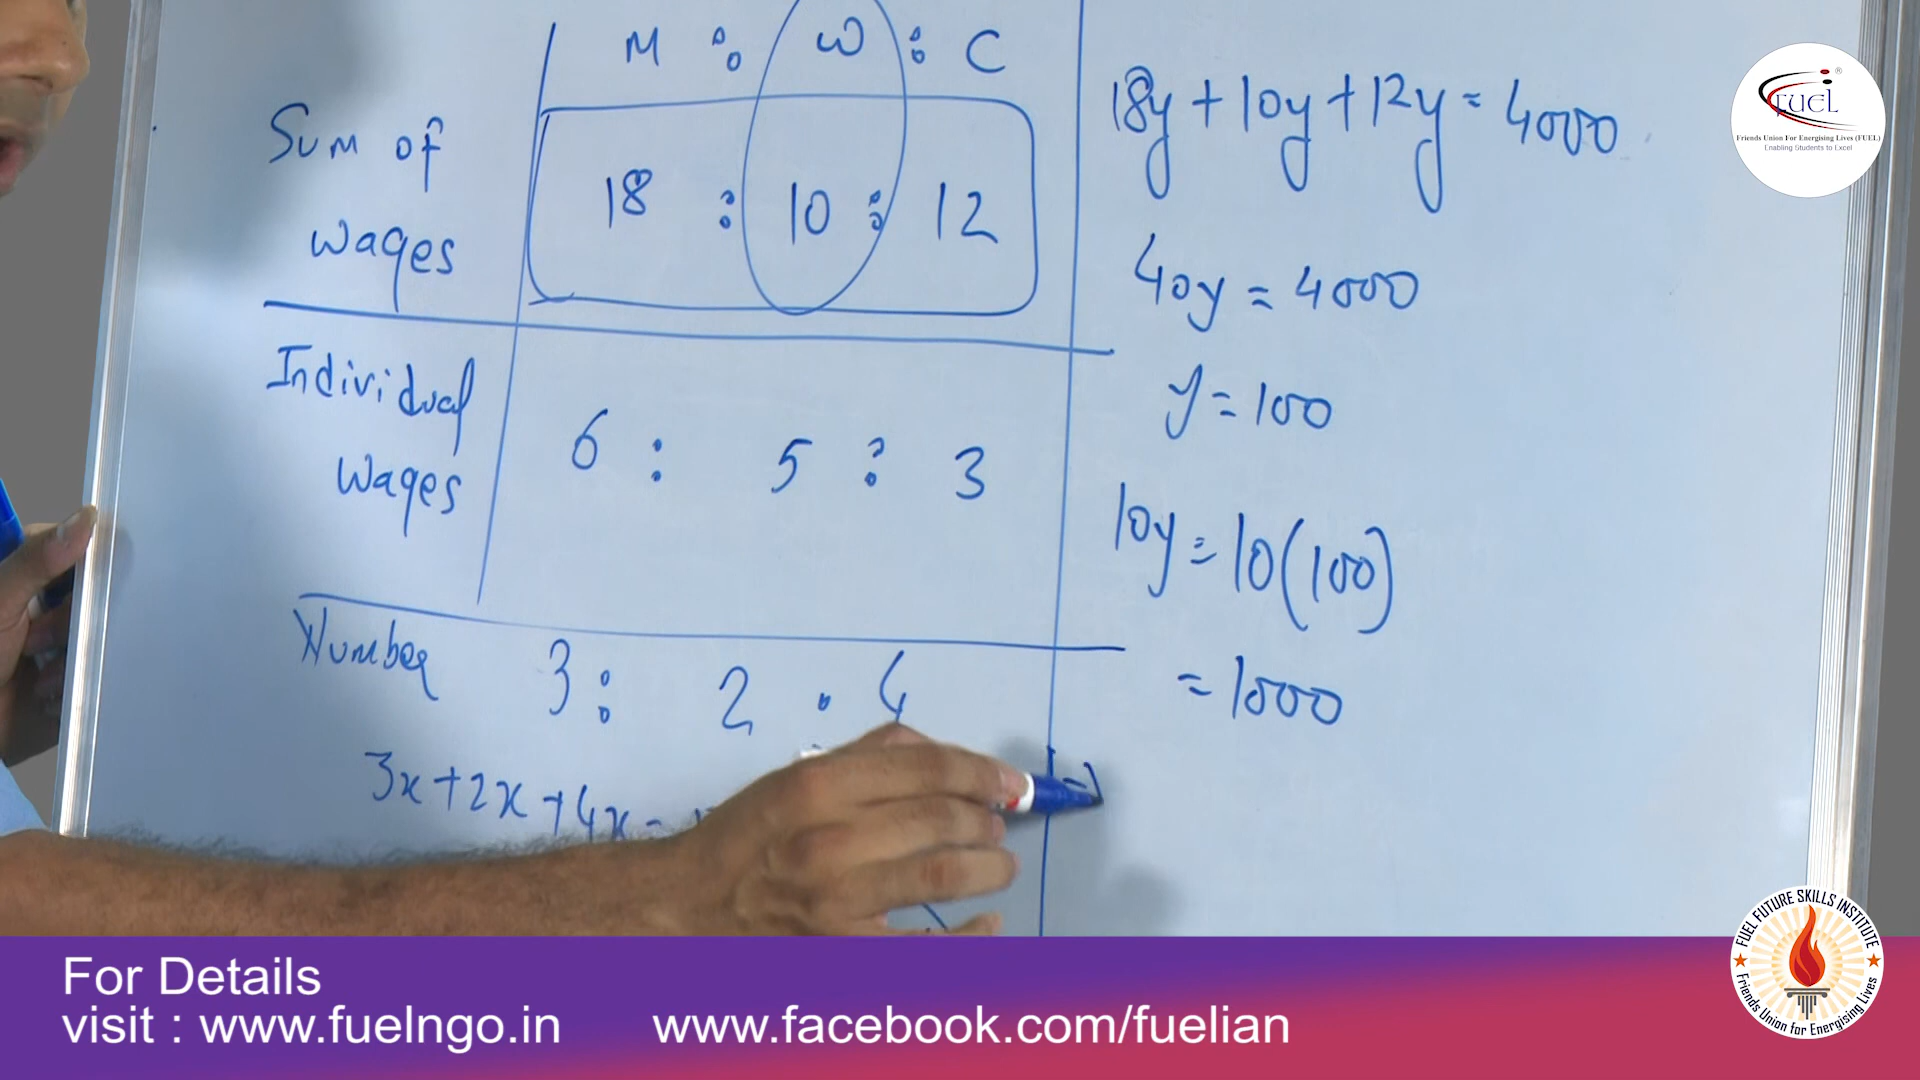 M : W : C
Sum of
wages
18 : 10 : 12
Individual
wages
6 : 5 : 3
Number 3 : 2 : 4
3x+2x+4x =
18y+10y+12y=4000
40y = 4000
y=100
10y=10(100)
=1000
FUEL
Friends Union For Energising Lives (FUEL)
Enabling Students to Excel
FUEL FUTURE SKILLS INSTITUTE
Friends Union for Energising Lives
For Details
visit : www.fuelngo.in www.facebook.com/fuelian